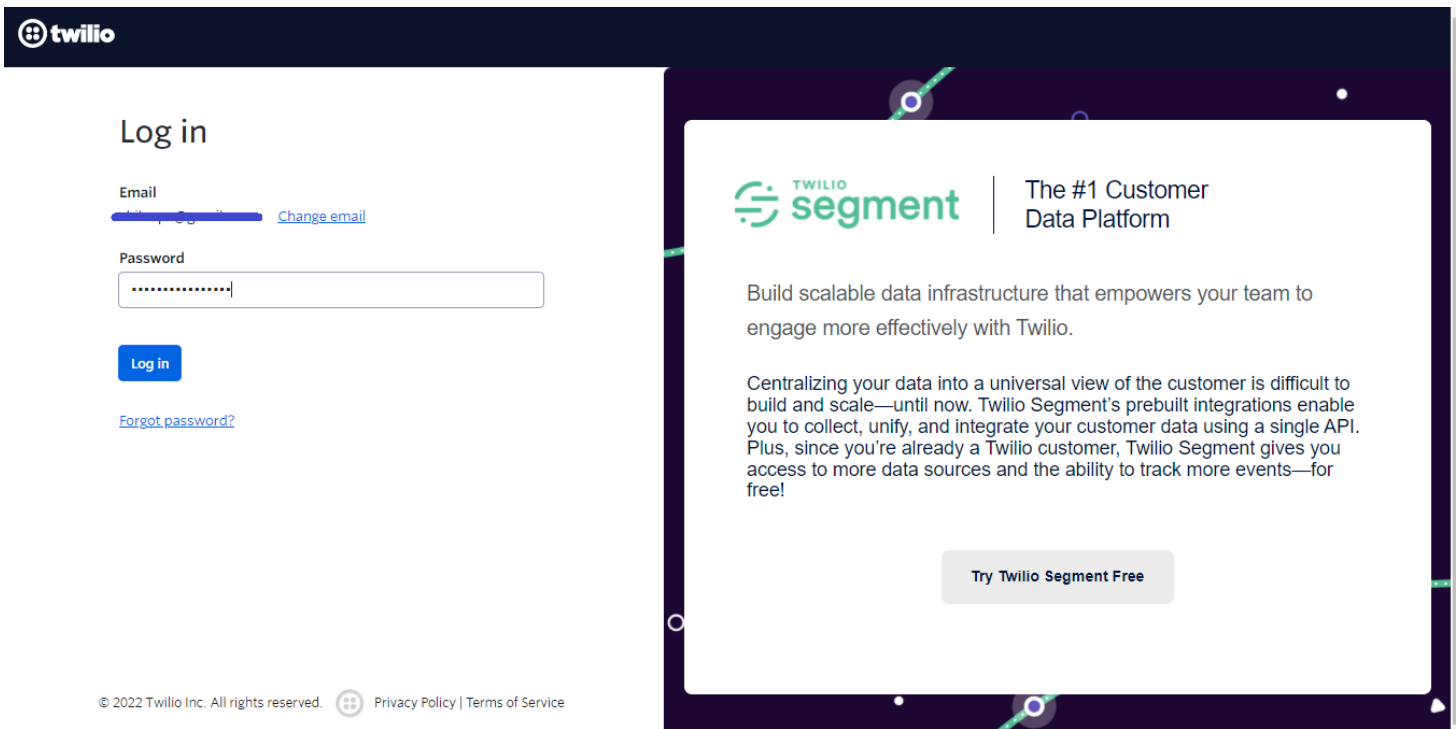 twilio
Log in
Email
Change email
Password
Log in
Forgot password?
© 2022 Twilio Inc. All rights reserved. Privacy Policy | Terms of Service
TWILIO
segment
The #1 Customer
Data Platform
Build scalable data infrastructure that empowers your team to
engage more effectively with Twilio.
Centralizing your data into a universal view of the customer is difficult to
build and scale—until now. Twilio Segment’s prebuilt integrations enable
you to collect, unify, and integrate your customer data using a single API.
Plus, since you’re already a Twilio customer, Twilio Segment gives you
access to more data sources and the ability to track more events—for
free!
Try Twilio Segment Free